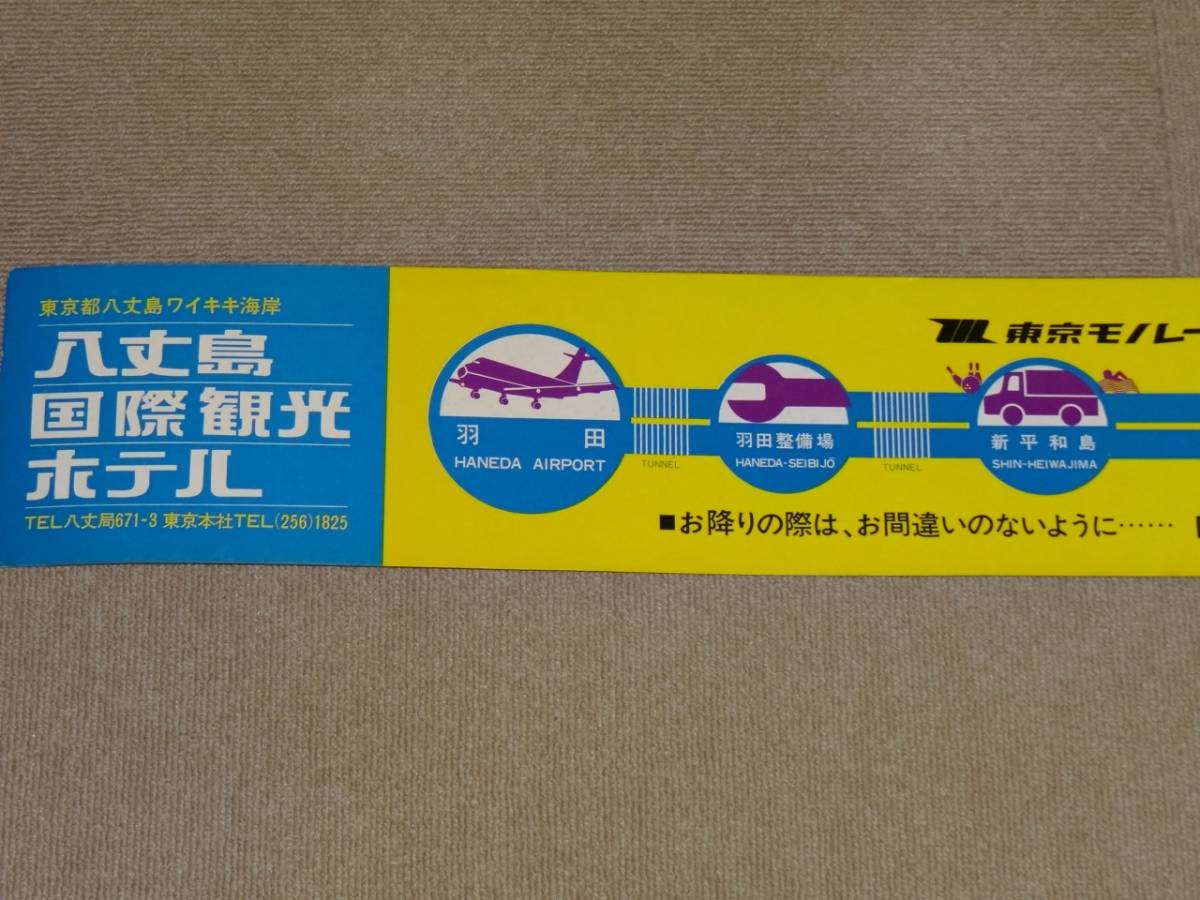 東京都八丈島ワイキキ海岸
八丈島
国際観光
ホテル
TEL八丈局671-3 東京本社TEL(256)1825
東京モノレー
羽田
HANEDA AIRPORT
TUNNEL
羽田整備場
HANEDA-SEIBIJŌ
TUNNEL
新平和島
SHIN-HEIWAJIMA
■お降りの際は、お間違いのないように……